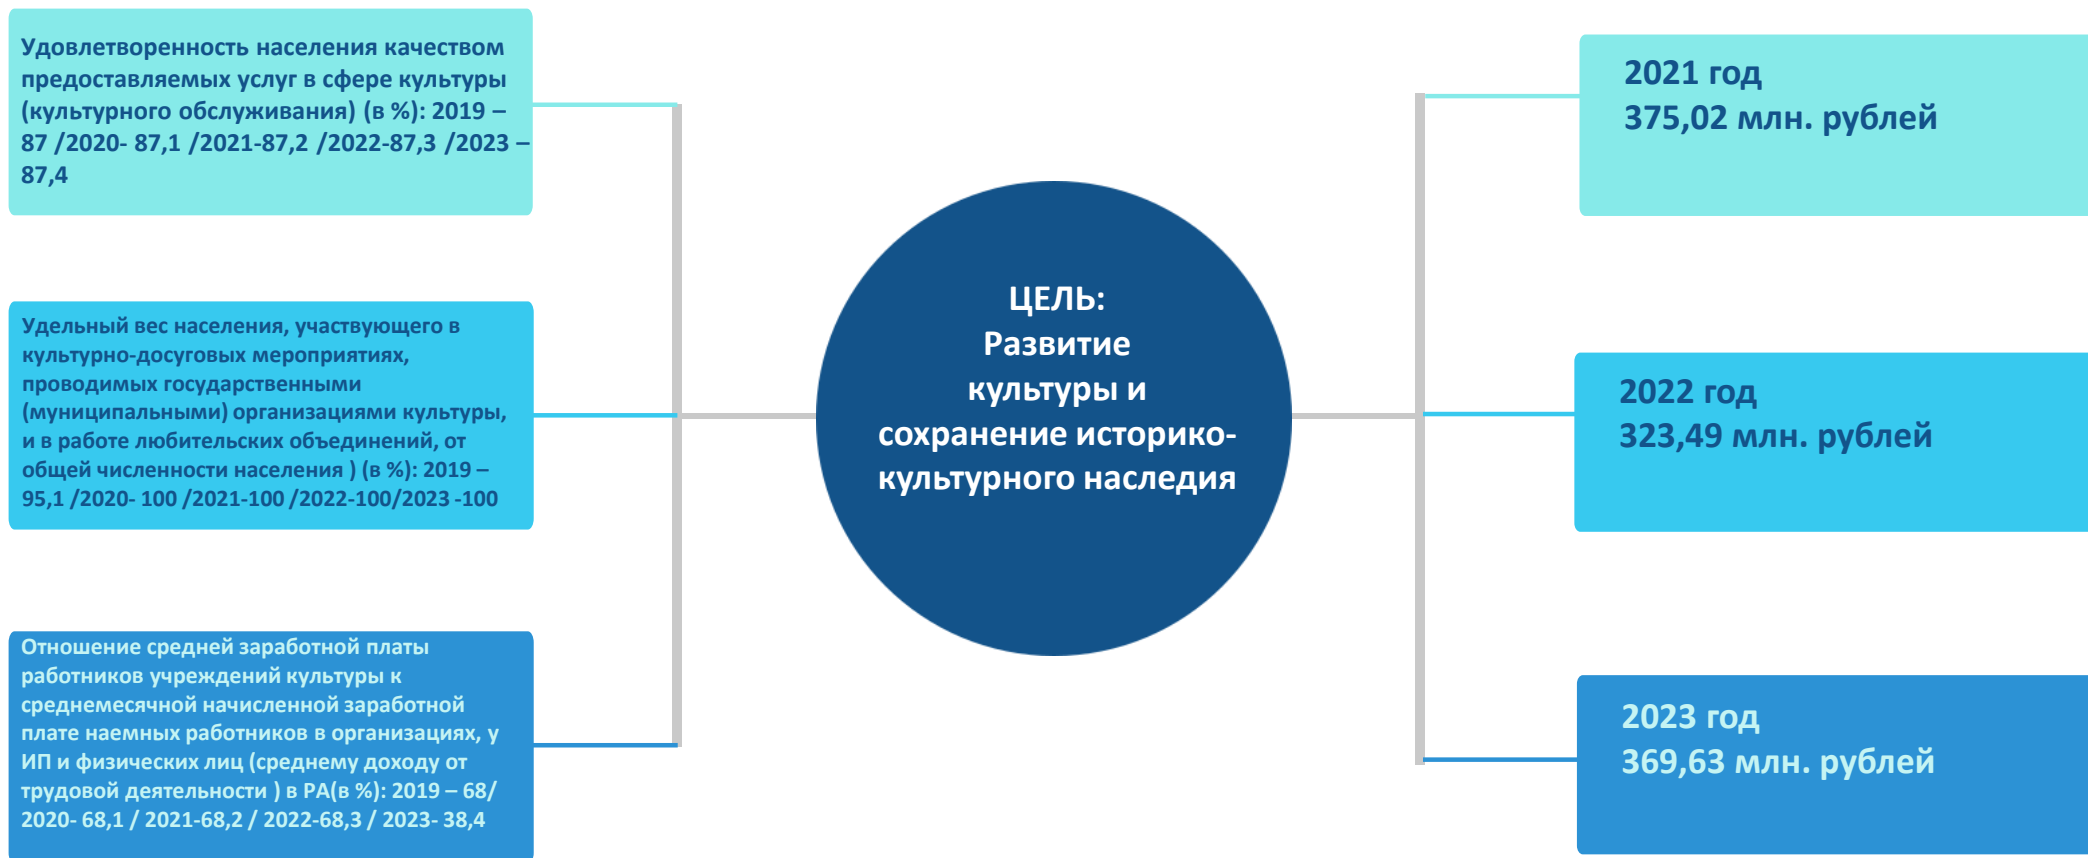 Удовлетворенность населения качеством
предоставляемых услуг в сфере культуры
(культурного обслуживания) (в %): 2019 –
87 /2020- 87,1 /2021-87,2 /2022-87,3 /2023 –
87,4
Удельный вес населения, участвующего в
культурно-досуговых мероприятиях,
проводимых государственными
(муниципальными) организациями культуры,
и в работе любительских объединений, от
общей численности населения ) (в %): 2019 –
95,1 /2020- 100 /2021-100 /2022-100/2023 -100
Отношение средней заработной платы
работников учреждений культуры к
среднемесячной начисленной заработной
плате наемных работников в организациях, у
ИП и физических лиц (среднему доходу от
трудовой деятельности ) в РА(в %): 2019 – 68/
2020- 68,1 / 2021-68,2 / 2022-68,3 / 2023- 38,4
ЦЕЛЬ:
Развитие
культуры и
сохранение историко-
культурного наследия
2021 год
375,02 млн. рублей
2022 год
323,49 млн. рублей
2023 год
369,63 млн. рублей